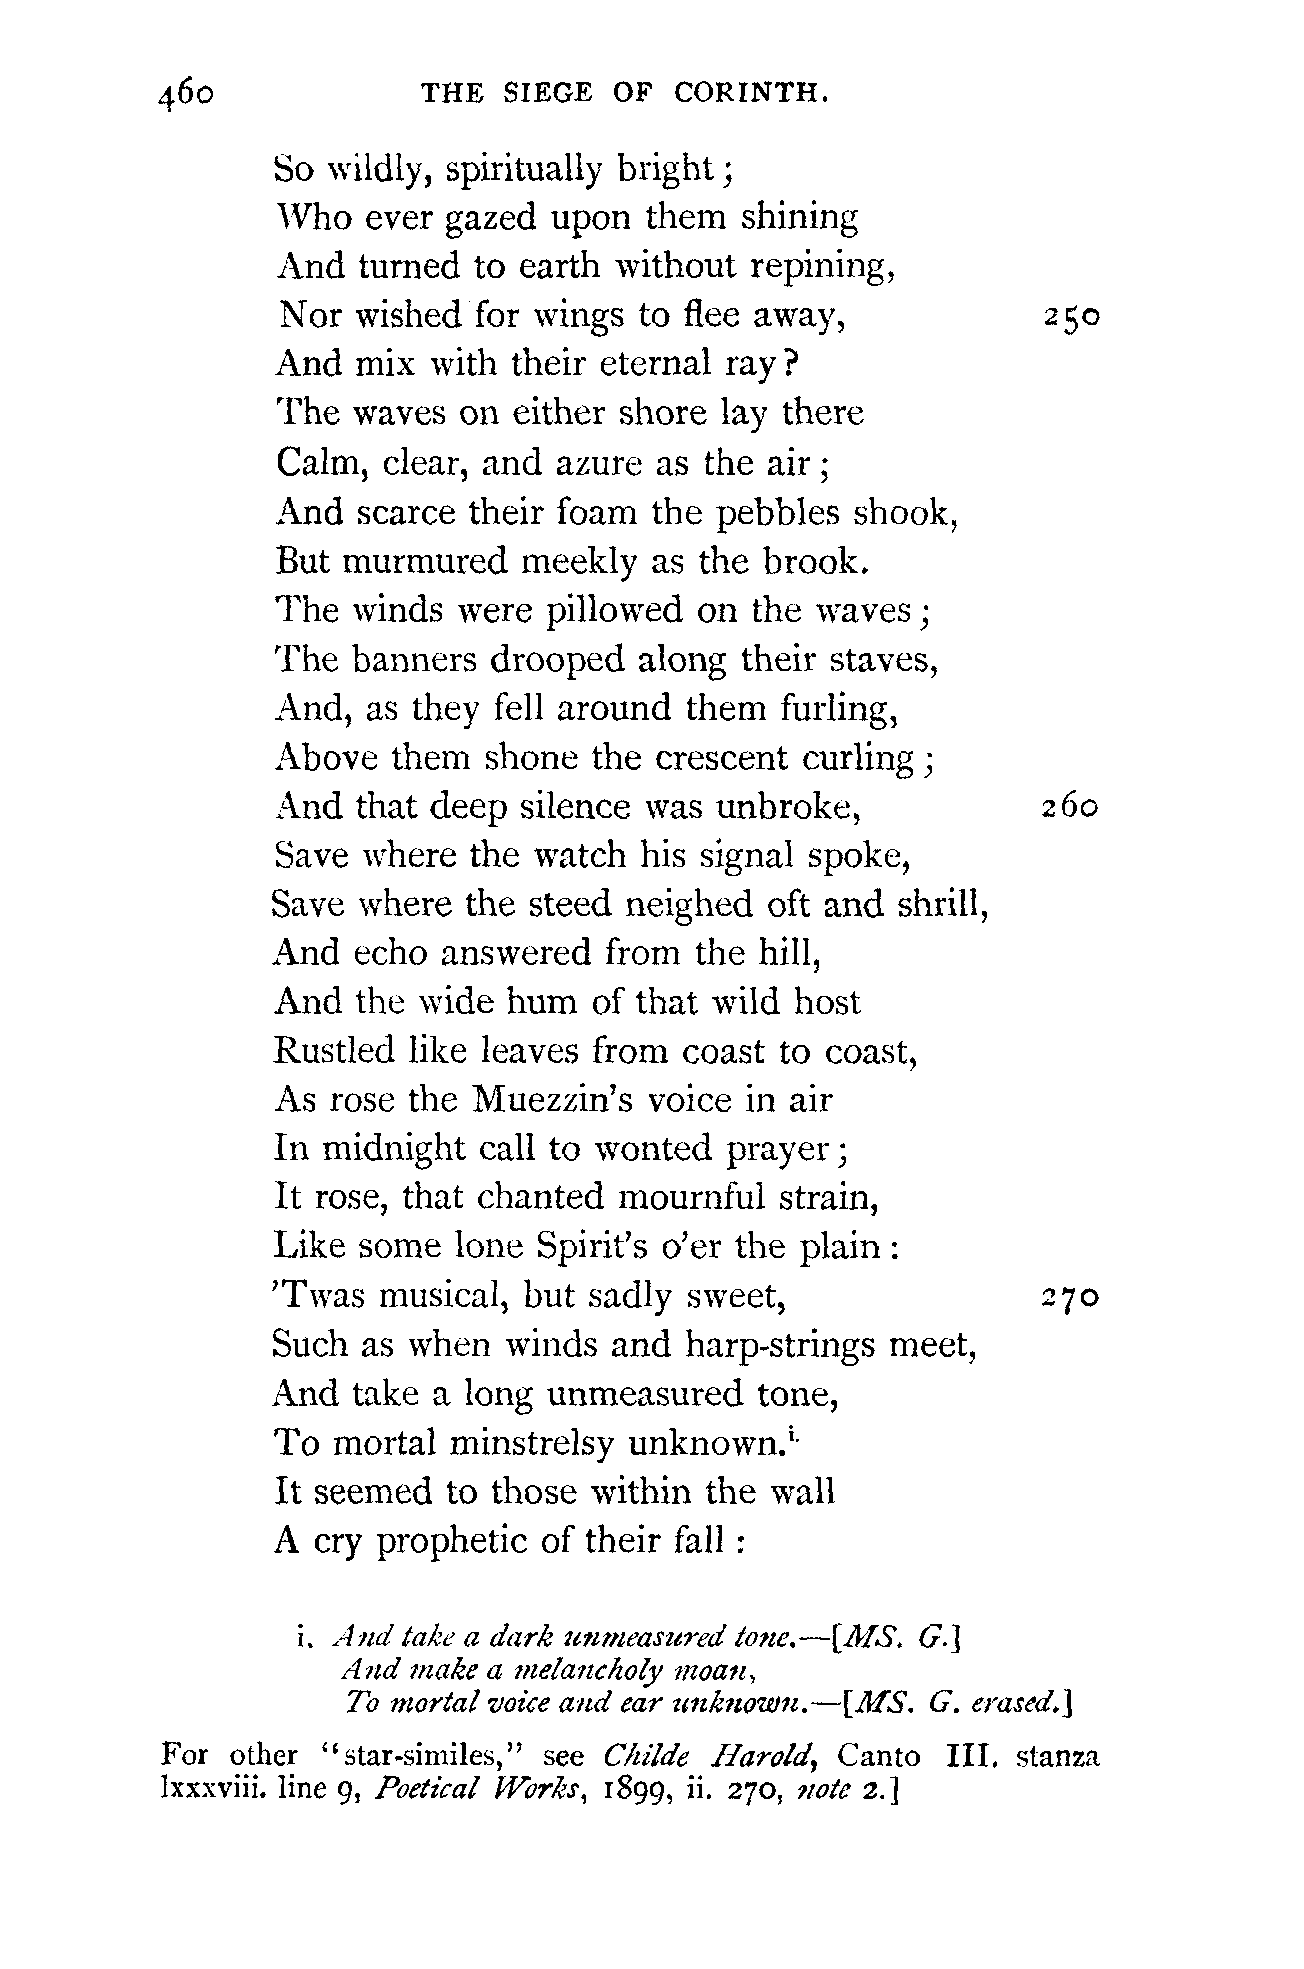 460 THE SIEGE OF CORINTH.
So wildly, spiritually bright;
Who ever gazed upon them shining
And turned to earth without repining,
Nor wished for wings to flee away, 250
And mix with their eternal ray?
The waves on either shore lay there
Calm, clear, and azure as the air;
And scarce their foam the pebbles shook,
But murmured meekly as the brook.
The winds were pillowed on the waves;
The banners drooped along their staves,
And, as they fell around them furling,
Above them shone the crescent curling;
And that deep silence was unbroke, 260
Save where the watch his signal spoke,
Save where the steed neighed oft and shrill,
And echo answered from the hill,
And the wide hum of that wild host
Rustled like leaves from coast to coast,
As rose the Muezzin's voice in air
In midnight call to wonted prayer;
It rose, that chanted mournful strain,
Like some lone Spirit's o'er the plain:
'Twas musical, but sadly sweet, 270
Such as when winds and harp-strings meet,
And take a long unmeasured tone,
To mortal minstrelsy unknown.i.
It seemed to those within the wall
A cry prophetic of their fall:
i. And take a dark unmeasured tone.—[MS. G.]
And make a melancholy moan,
To mortal voice and ear unknown.—[MS. G. erased.]
For other "star-similes," see Childe Harold, Canto III. stanza
lxxxviii. line 9, Poetical Works, 1899, ii. 270, note 2.]